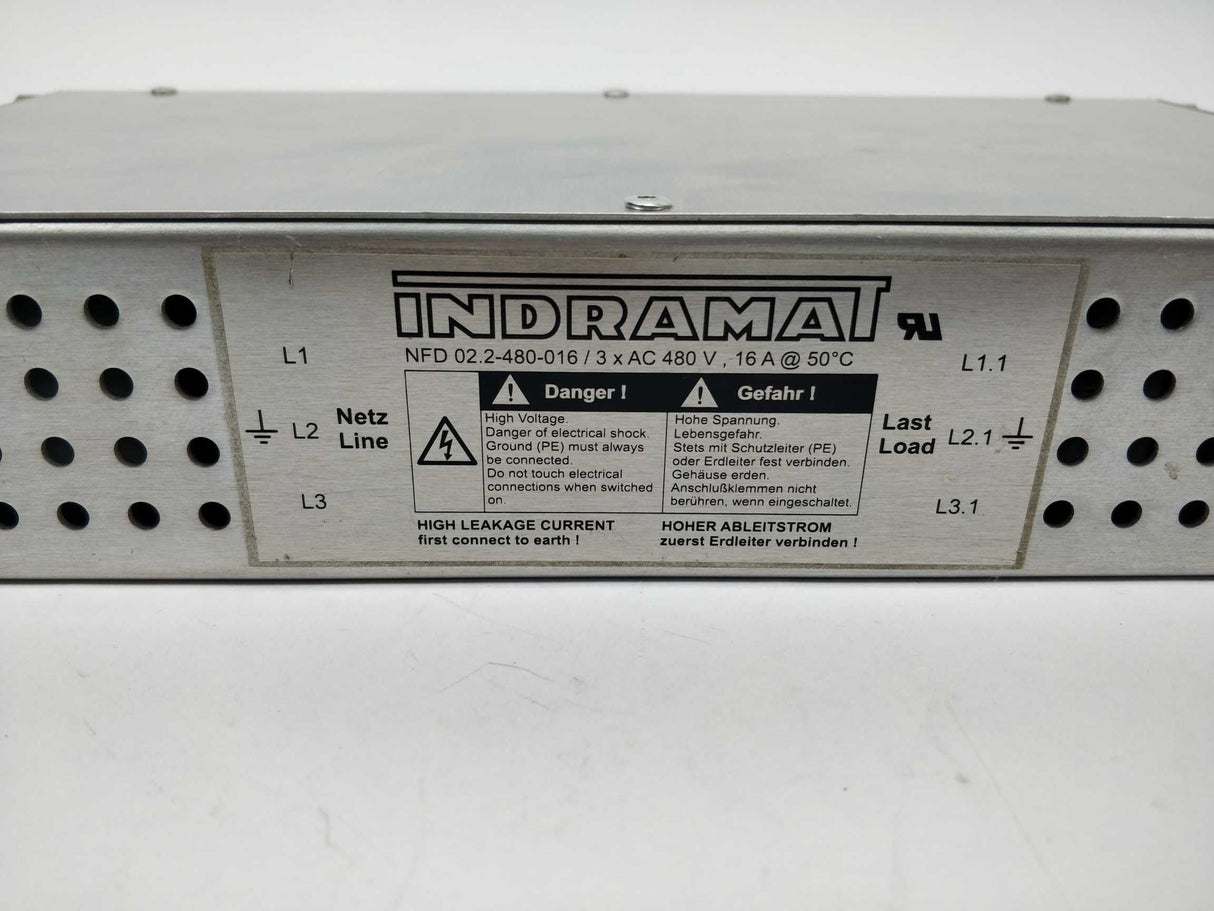 INDRAMAT
NFD 02.2-480-016 / 3 x AC 480 V , 16 A @ 50°C
L1
L2
L3
Netz
Line
Danger !
High Voltage.
Danger of electrical shock.
Ground (PE) must always
be connected.
Do not touch electrical
connections when switched
on.
HIGH LEAKAGE CURRENT
first connect to earth !
Gefahr !
Hohe Spannung.
Lebensgefahr.
Stets mit Schutzleiter (PE)
oder Erdleiter fest verbinden.
Gehäuse erden.
Anschlußklemmen nicht
berühren, wenn eingeschaltet.
HOHER ABLEITSTROM
zuerst Erdleiter verbinden !
Last
Load
L1.1
L2.1
L3.1